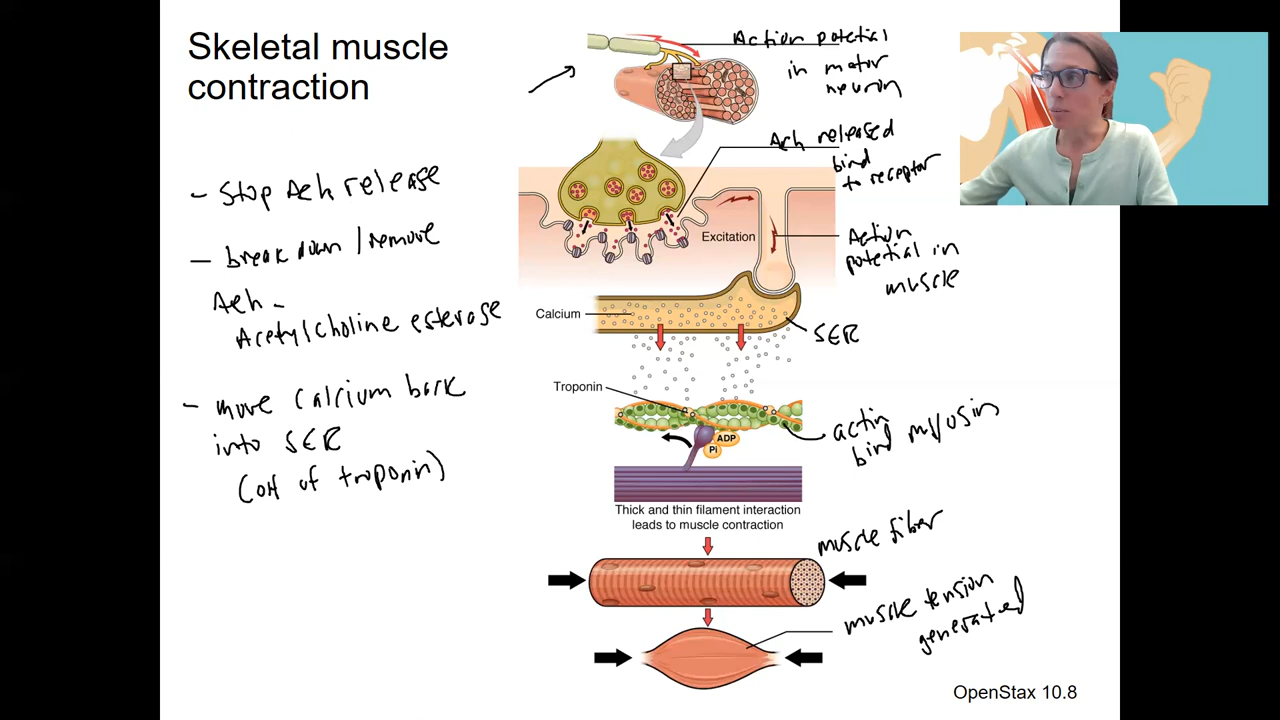 Skeletal muscle
contraction
- Stop Ach release
- break down / remove
Ach -
Acetylcholine esterase
- move calcium back
into SER
(off of troponin)
Action potential
in motor
neuron
Ach released
bind
to receptor
Excitation
Action
potential in
muscle
Calcium
SER
Troponin
ADP
Pi
actin
bind myosin
Thick and thin filament interaction
leads to muscle contraction
muscle fiber
muscle tension
generated
OpenStax 10.8